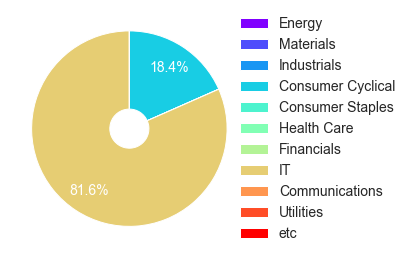 18.4%
81.6%
Energy
Materials
Industrials
Consumer Cyclical
Consumer Staples
Health Care
Financials
IT
Communications
Utilities
etc